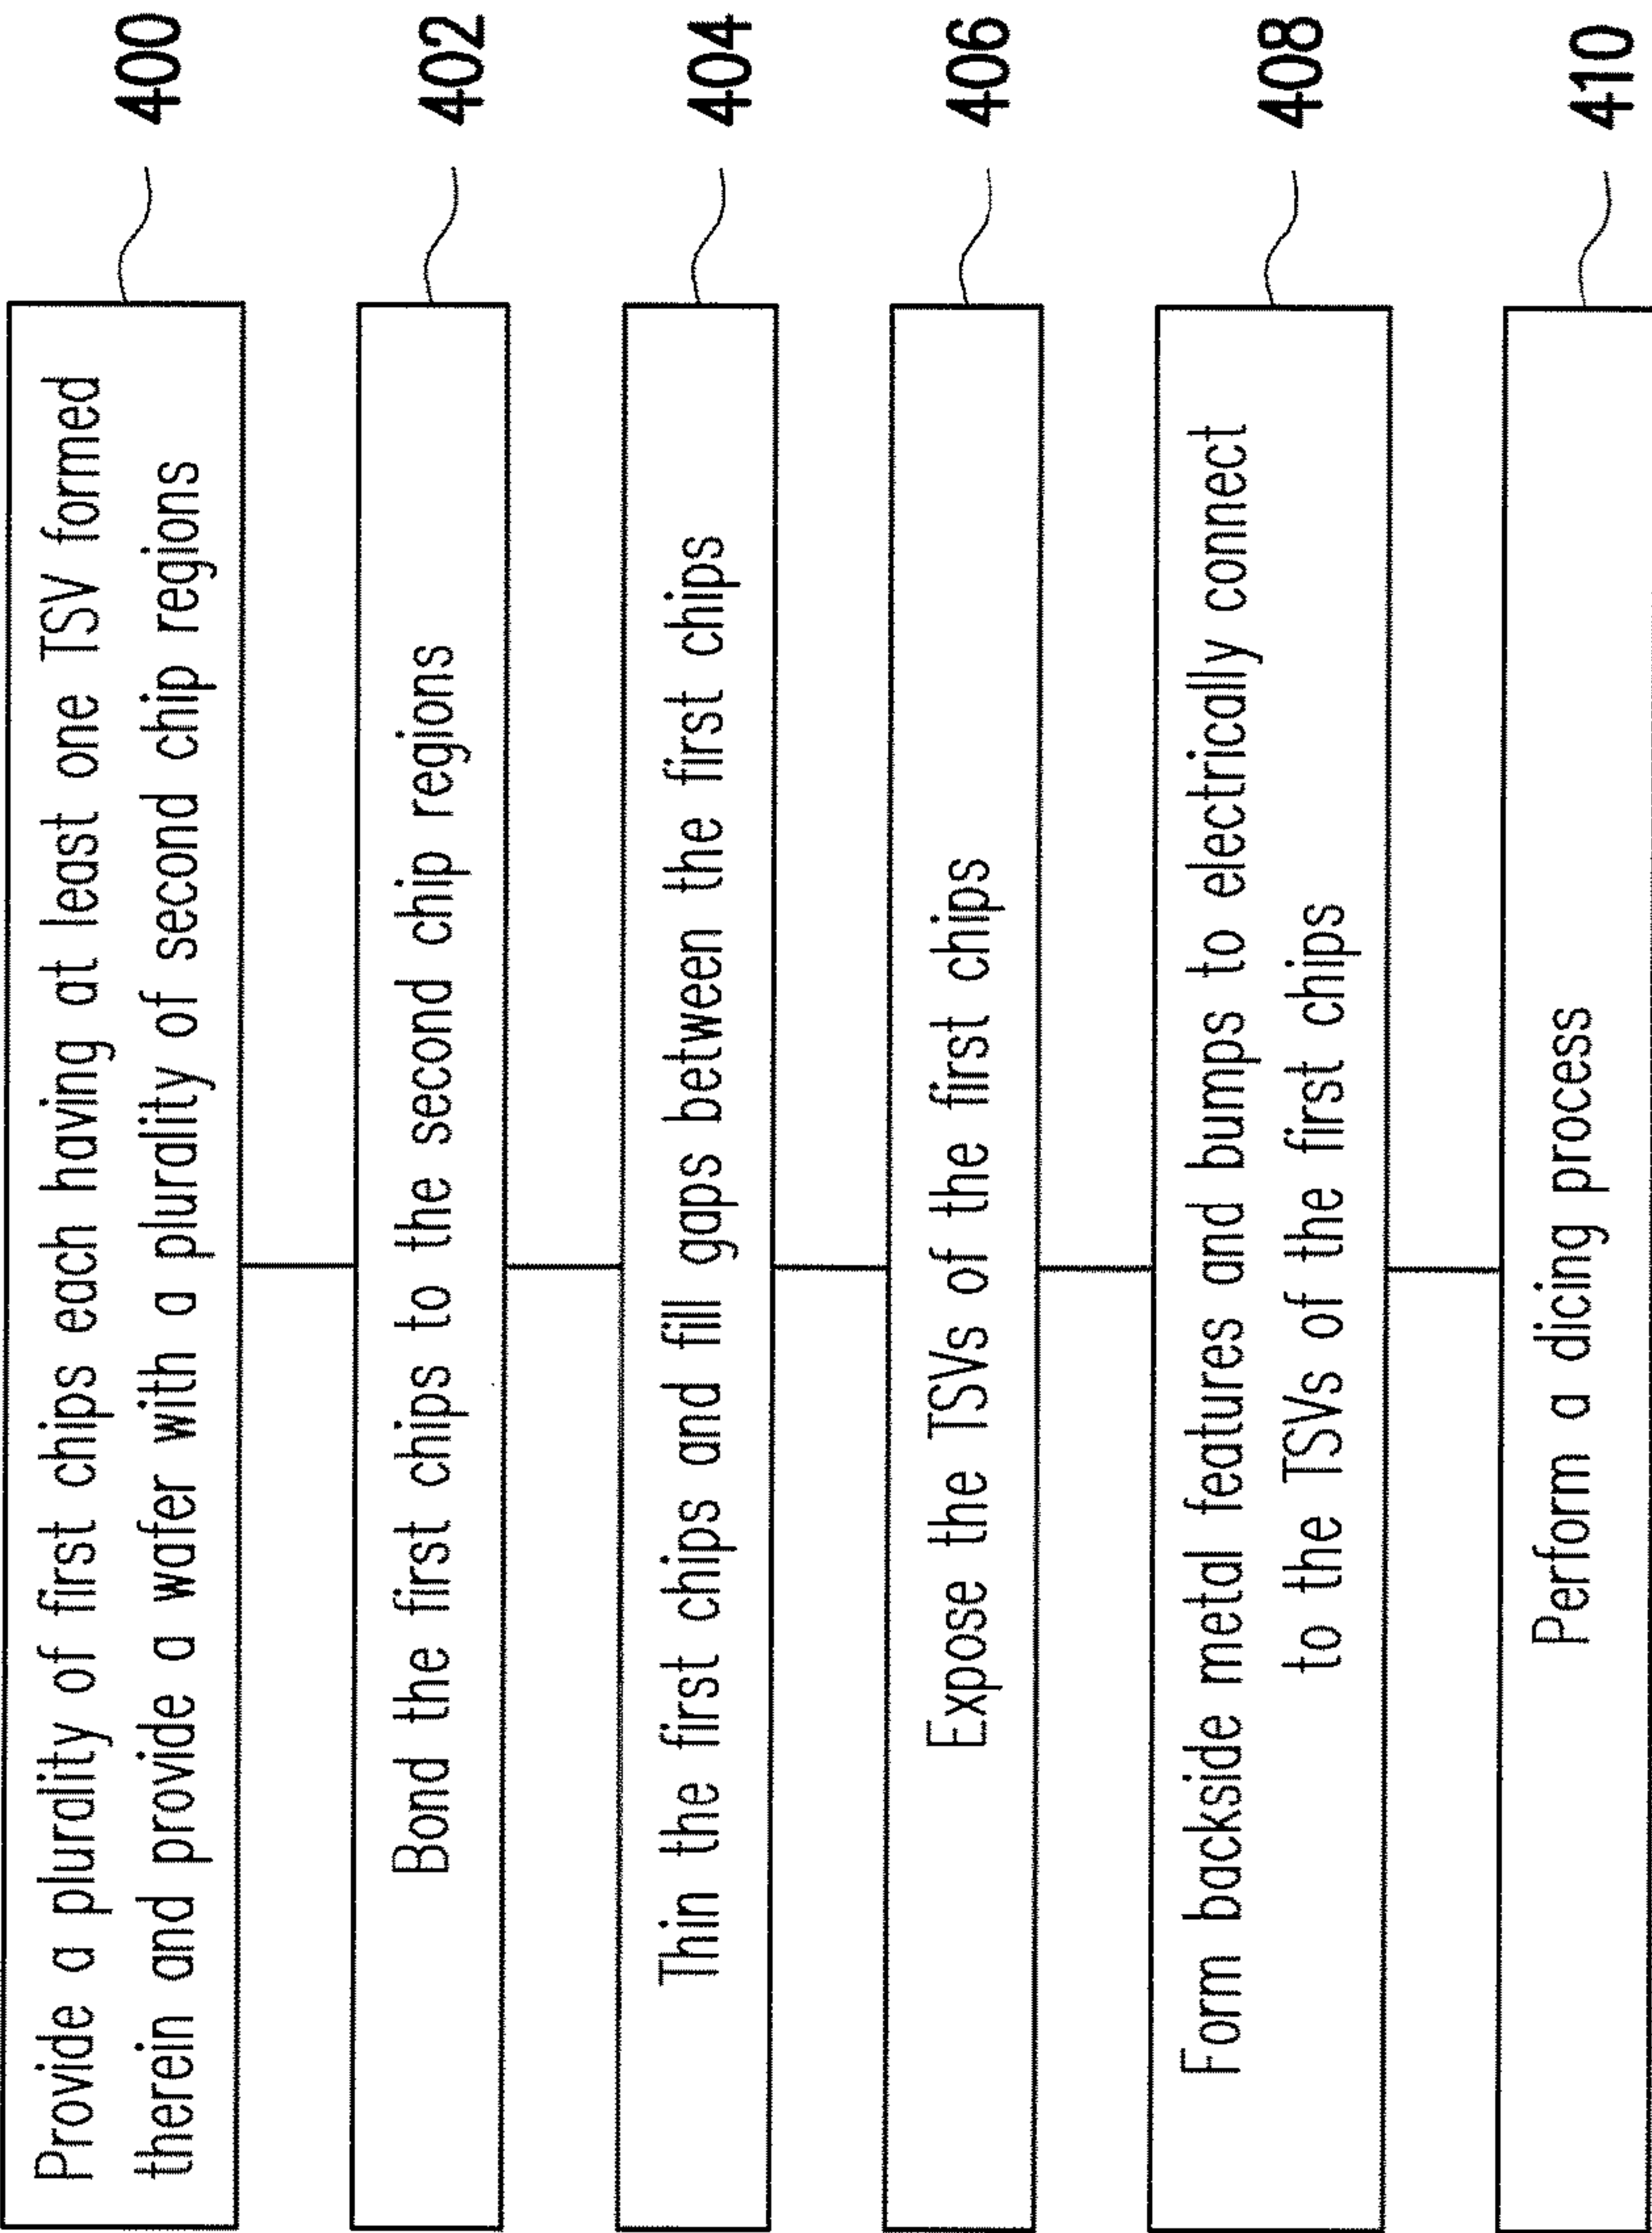 Provide a plurality of first chips each having at least one TSV formed
therein and provide a wafer with a plurality of second chip regions
400
Bond the first chips to the second chip regions
402
Thin the first chips and fill gaps between the first chips
404
Expose the TSVs of the first chips
406
Form backside metal features and bumps to electrically connect
to the TSVs of the first chips
408
Perform a dicing process
410